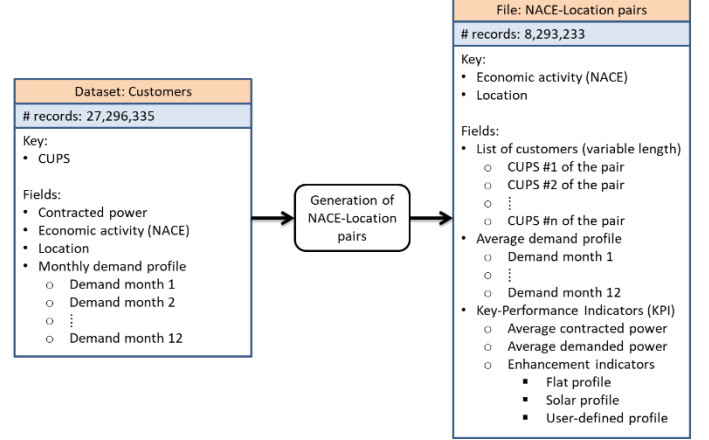 Dataset: Customers
# records: 27,296,335
Key:
• CUPS
Fields:
• Contracted power
• Economic activity (NACE)
• Location
• Monthly demand profile
o Demand month 1
o Demand month 2
o ⋮
o Demand month 12
Generation of
NACE-Location
pairs
File: NACE-Location pairs
# records: 8,293,233
Key:
• Economic activity (NACE)
• Location
Fields:
• List of customers (variable length)
o CUPS #1 of the pair
o CUPS #2 of the pair
o ⋮
o CUPS #n of the pair
• Average demand profile
o Demand month 1
o ⋮
o Demand month 12
• Key-Performance Indicators (KPI)
o Average contracted power
o Average demanded power
o Enhancement indicators
▪ Flat profile
▪ Solar profile
▪ User-defined profile